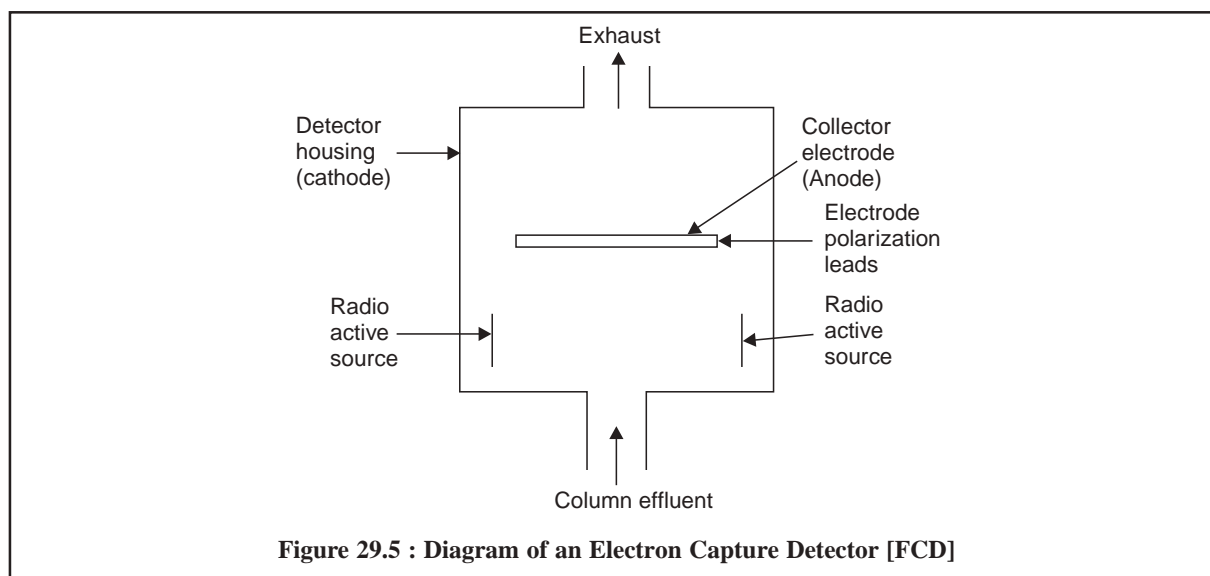 Exhaust
Detector
housing
(cathode)
Collector
electrode
(Anode)
Electrode
polarization
leads
Radio
active
source
Radio
active
source
Column effluent
Figure 29.5 : Diagram of an Electron Capture Detector [FCD]